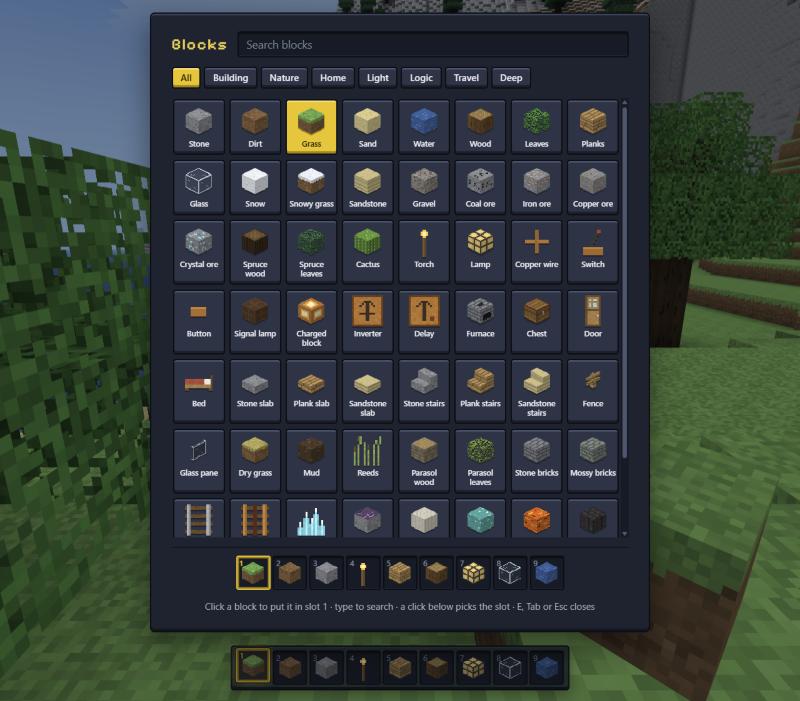 Blocks Search blocks
All Building Nature Home Light Logic Travel Deep
Stone Dirt Grass Sand Water Wood Leaves Planks
Glass Snow Snowy grass Sandstone Gravel Coal ore Iron ore Copper ore
Crystal ore Spruce wood Spruce leaves Cactus Torch Lamp Copper wire Switch
Button Signal lamp Charged block Inverter Delay Furnace Chest Door
Bed Stone slab Plank slab Sandstone slab Stone stairs Plank stairs Sandstone stairs Fence
Glass pane Dry grass Mud Reeds Parasol wood Parasol leaves Stone bricks Mossy bricks
1 2 3 4 5 6 7 8 9
Click a block to put it in slot 1 · type to search · a click below picks the slot · E, Tab or Esc closes
1 2 3 4 5 6 7 8 9